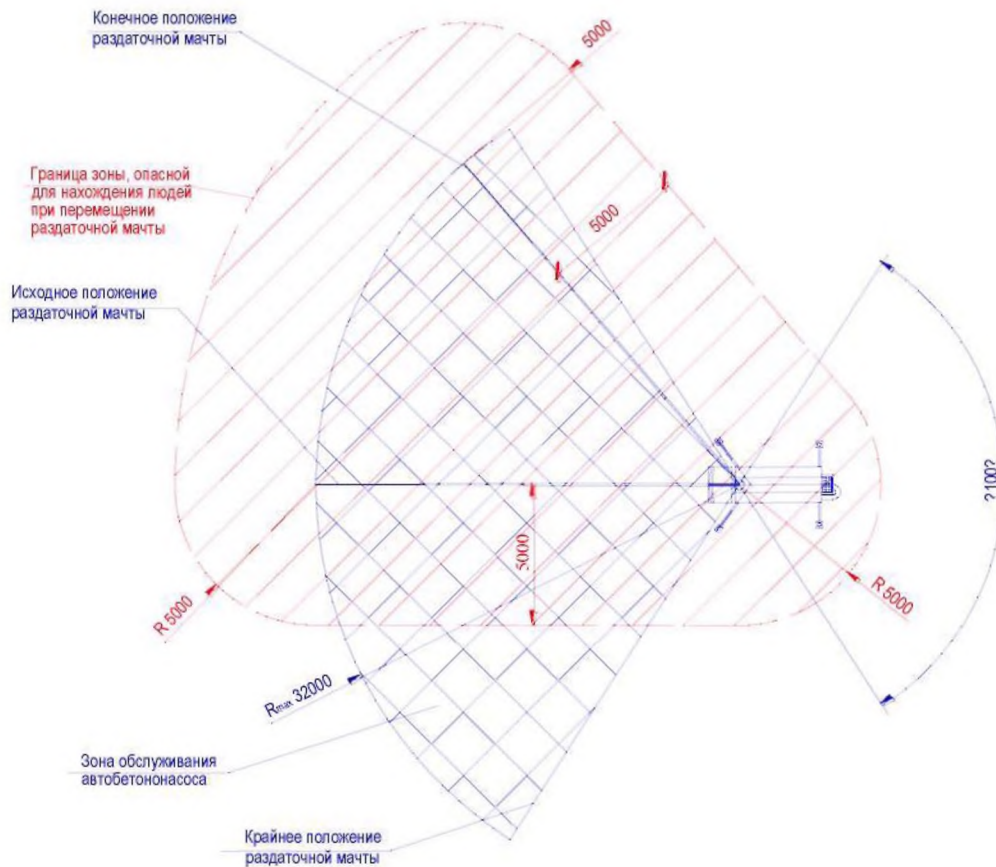 Конечное положение
раздаточной мачты
5000
Граница зоны, опасной
для нахождения людей
при перемещении
раздаточной мачты
5000
Исходное положение
раздаточной мачты
?100?
5000
R 5000
R 5000
Rmax 32000
Зона обслуживания
автобетононасоса
Крайнее положение
раздаточной мачты